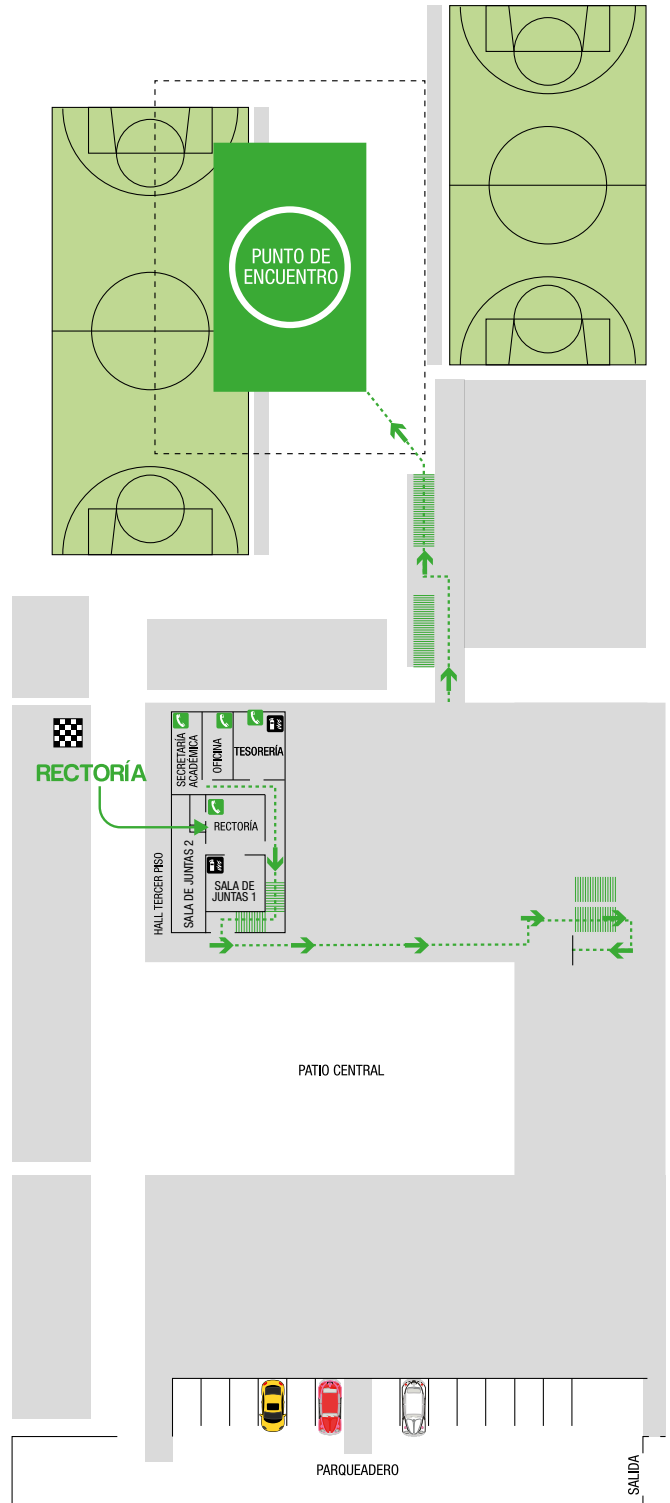 PUNTO DE
ENCUENTRO
RECTORÍA
SECRETARÍA
ACADÉMICA
OFICINA
TESORERÍA
RECTORÍA
HALL TERCER PISO
SALA DE JUNTAS 2
SALA DE
JUNTAS 1
PATIO CENTRAL
PARQUEADERO
SALIDA